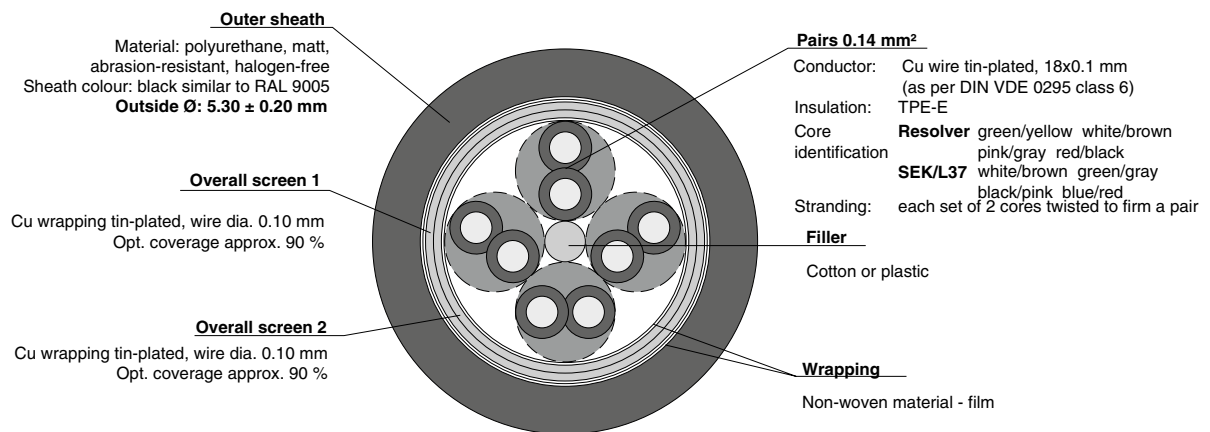 Outer sheath
Material: polyurethane, matt,
abrasion-resistant, halogen-free
Sheath colour: black similar to RAL 9005
Outside Ø: 5.30 ± 0.20 mm
Overall screen 1
Cu wrapping tin-plated, wire dia. 0.10 mm
Opt. coverage approx. 90 %
Overall screen 2
Cu wrapping tin-plated, wire dia. 0.10 mm
Opt. coverage approx. 90 %
Pairs 0.14 mm²
Conductor: Cu wire tin-plated, 18x0.1 mm
(as per DIN VDE 0295 class 6)
Insulation: TPE-E
Core Resolver green/yellow white/brown
identification pink/gray red/black
SEK/L37 white/brown green/gray
black/pink blue/red
Stranding: each set of 2 cores twisted to firm a pair
Filler
Cotton or plastic
Wrapping
Non-woven material - film